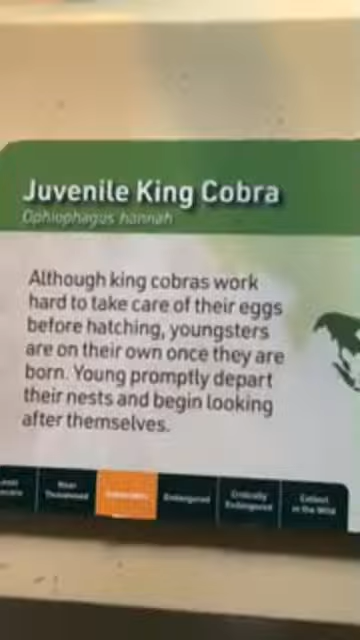 Juvenile King Cobra
Ophiophagus hannah
Although king cobras work
hard to take care of their eggs
before hatching, youngsters
are on their own once they are
born. Young promptly depart
their nests and begin looking
after themselves.
Near
Threatened
Vulnerable
Endangered
Critically
Endangered
Extinct
in the Wild